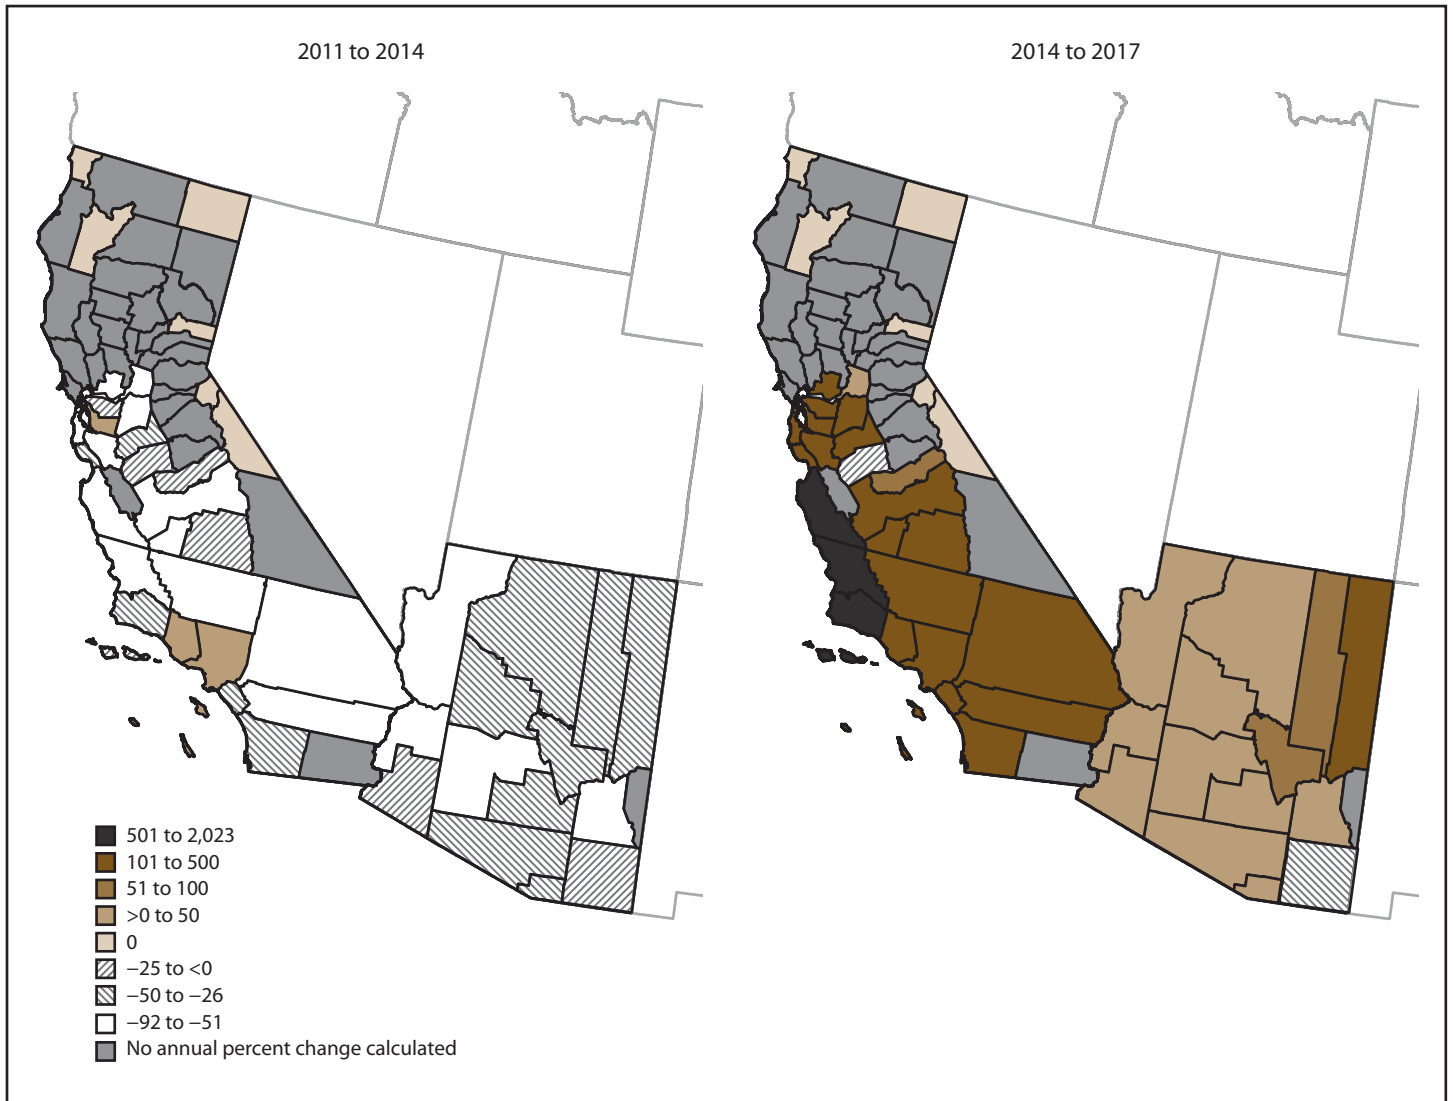 2011 to 2014
2014 to 2017
501 to 2,023
101 to 500
51 to 100
>0 to 50
0
−25 to <0
−50 to −26
−92 to −51
No annual percent change calculated